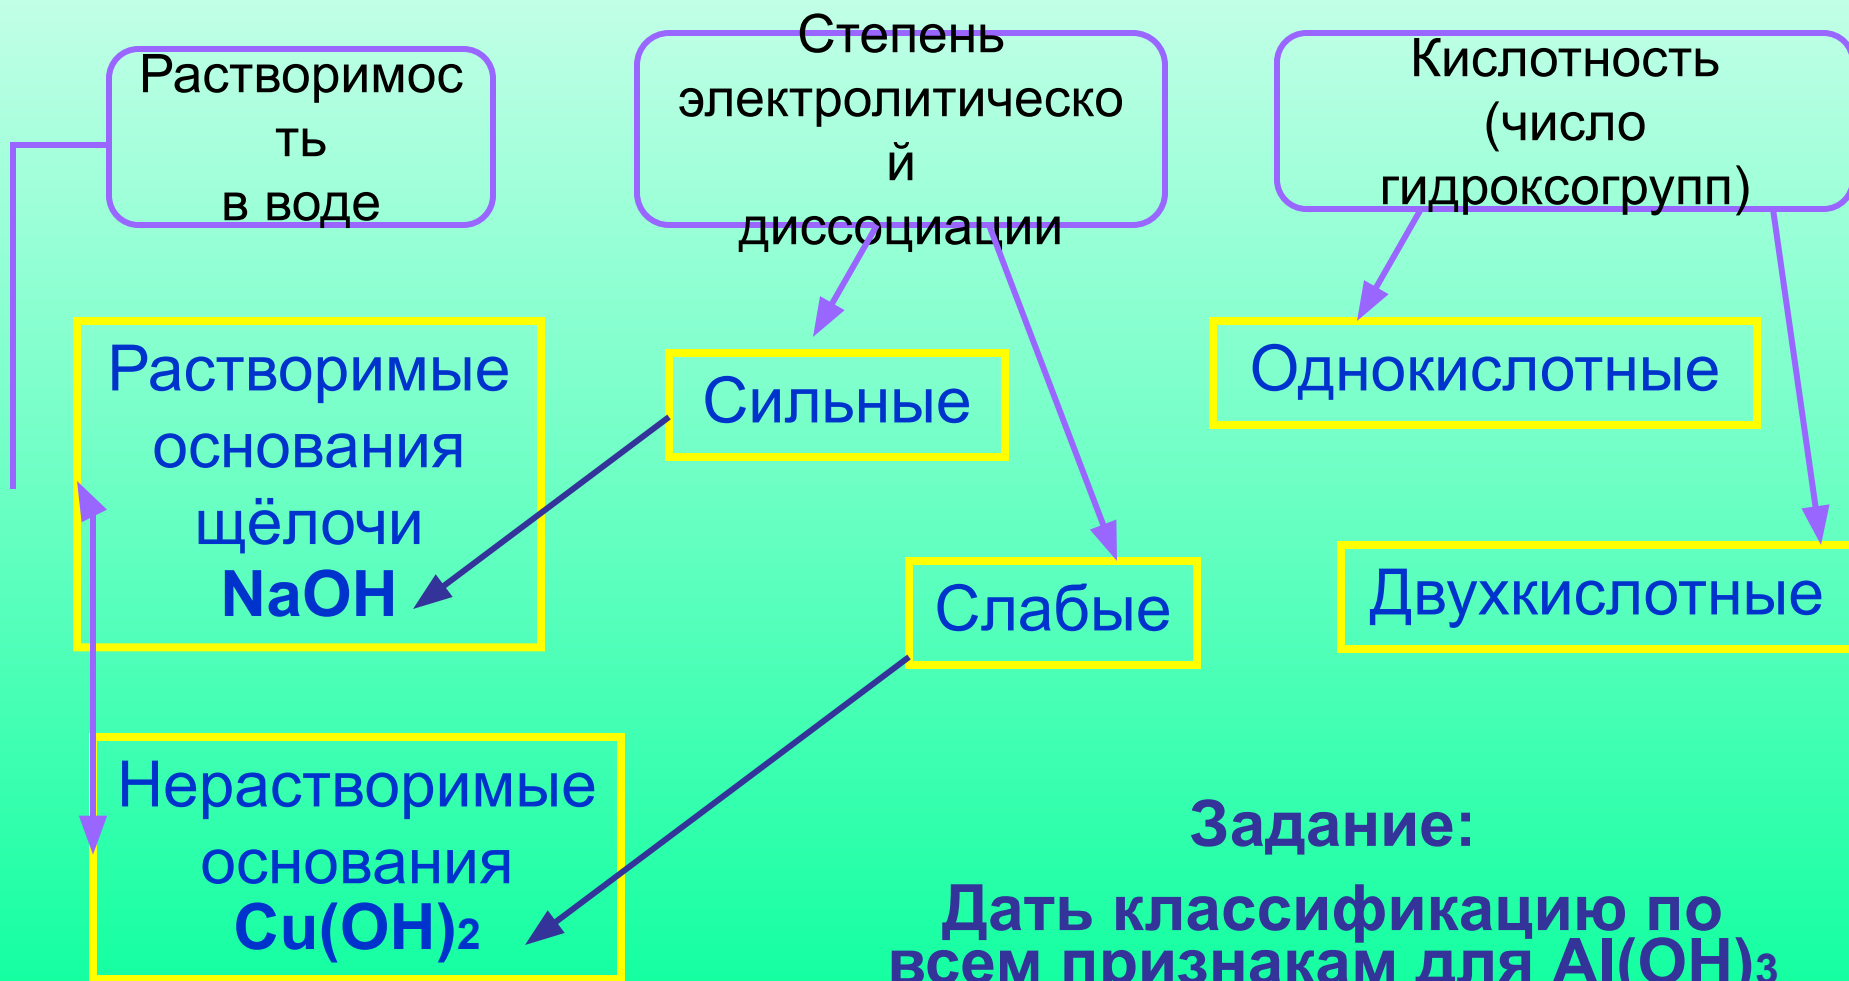 Растворимос
ть
в воде
Степень
электролитическо
й
диссоциации
Кислотность
(число
гидроксогрупп)
Растворимые
основания
щёлочи
NaOH
Сильные
Однокислотные
Слабые
Двухкислотные
Нерастворимые
основания
Cu(OH)2
Задание:
Дать классификацию по
всем признакам для Al(OH)3